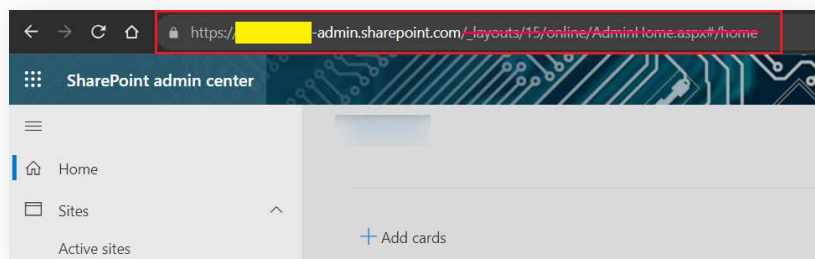 https:// -admin.sharepoint.com/_layouts/15/online/AdminHome.aspx#/home
SharePoint admin center
Home
Sites
Add cards
Active sites